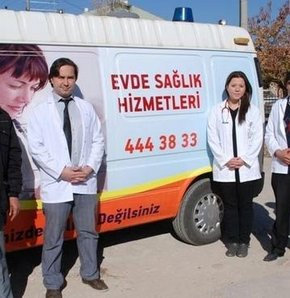 EVDE SAĞLIK
HİZMETLERİ
444 38 33
Değilsiniz